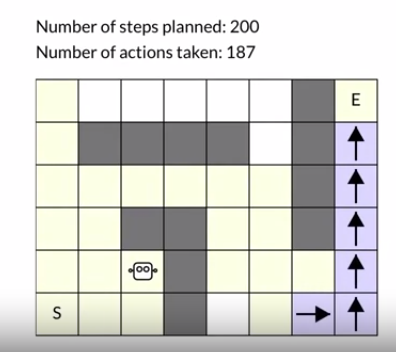 Number of steps planned: 200
Number of actions taken: 187
E
S